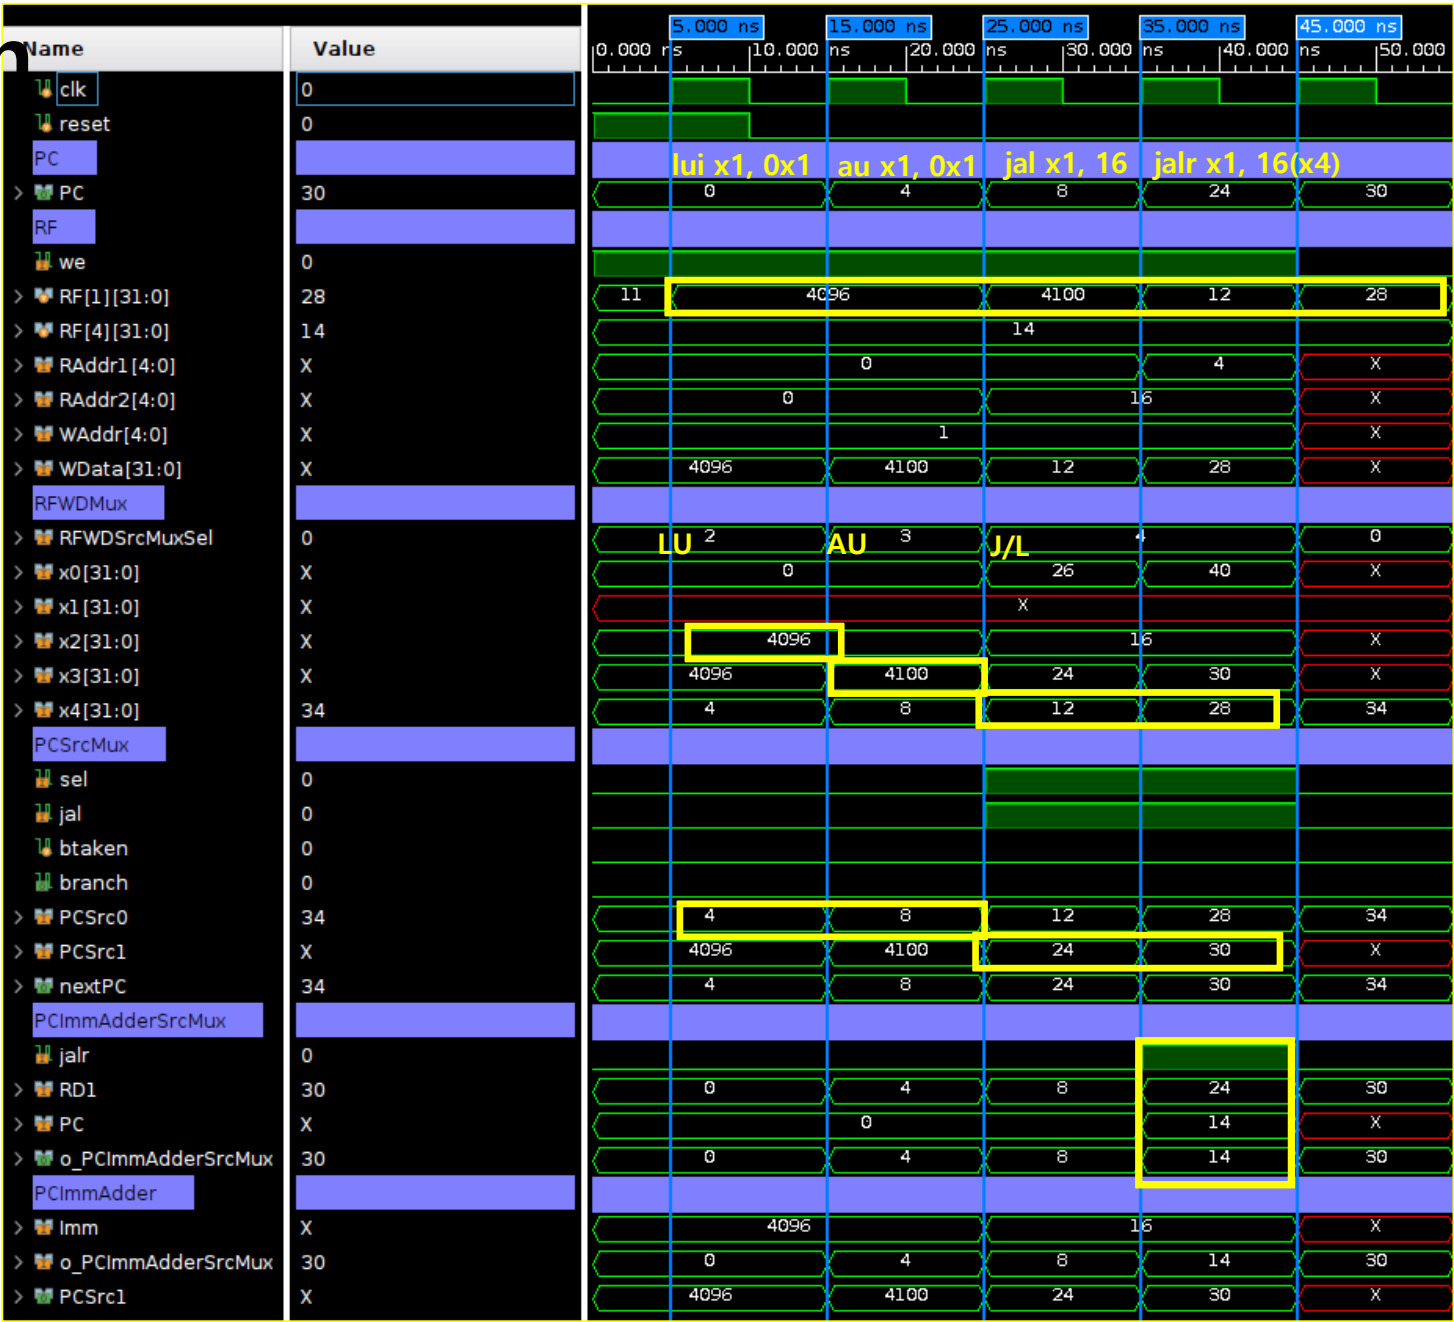 n
Name Value
5.000 ns 15.000 ns 25.000 ns 35.000 ns 45.000 ns
0.000 ns 10.000 ns 20.000 ns 30.000 ns 40.000 ns 50.000
clk 0
reset 0
PC lui x1, 0x1 au x1, 0x1 jal x1, 16 jalr x1, 16(x4)
PC 30 0 4 8 24 30
RF
we 0
RF[1][31:0] 28 11 4096 4100 12 28
RF[4][31:0] 14 14
RAddr1[4:0] X 0 4 X
RAddr2[4:0] X 0 16 X
WAddr[4:0] X 1 X
WData[31:0] X 4096 4100 12 28 X
RFWDMux
RFWDSrcMuxSel 0 2 3 4 0
LU AU J/L
x0[31:0] X 0 26 40 X
x1[31:0] X X
x2[31:0] X 4096 16 X
x3[31:0] X 4096 4100 24 30 X
x4[31:0] 34 4 8 12 28 34
PCSrcMux
sel 0
jal 0
btaken 0
branch 0
PCSrc0 34 4 8 12 28 34
PCSrc1 X 4096 4100 24 30 X
nextPC 34 4 8 24 30 34
PCImmAdderSrcMux
jalr 0
RD1 30 0 4 8 24 30
PC X 0 14 X
o_PCImmAdderSrcMux 30 0 4 8 14 30
PCImmAdder
Imm X 4096 16 X
o_PCImmAdderSrcMux 30 0 4 8 14 30
PCSrc1 X 4096 4100 24 30 X